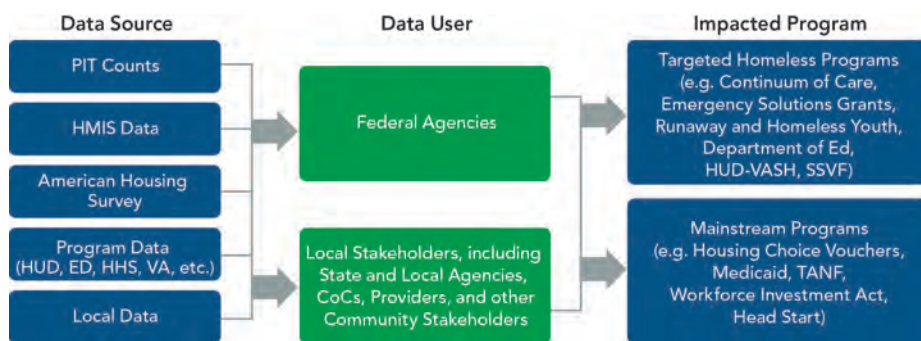 Data Source
Data User
Impacted Program
PIT Counts
HMIS Data
American Housing
Survey
Program Data
(HUD, ED, HHS, VA, etc.)
Local Data
Federal Agencies
Local Stakeholders, including
State and Local Agencies,
CoCs, Providers, and other
Community Stakeholders
Targeted Homeless Programs
(e.g. Continuum of Care,
Emergency Solutions Grants,
Runaway and Homeless Youth,
Department of Ed,
HUD-VASH, SSVF)
Mainstream Programs
(e.g. Housing Choice Vouchers,
Medicaid, TANF,
Workforce Investment Act,
Head Start)